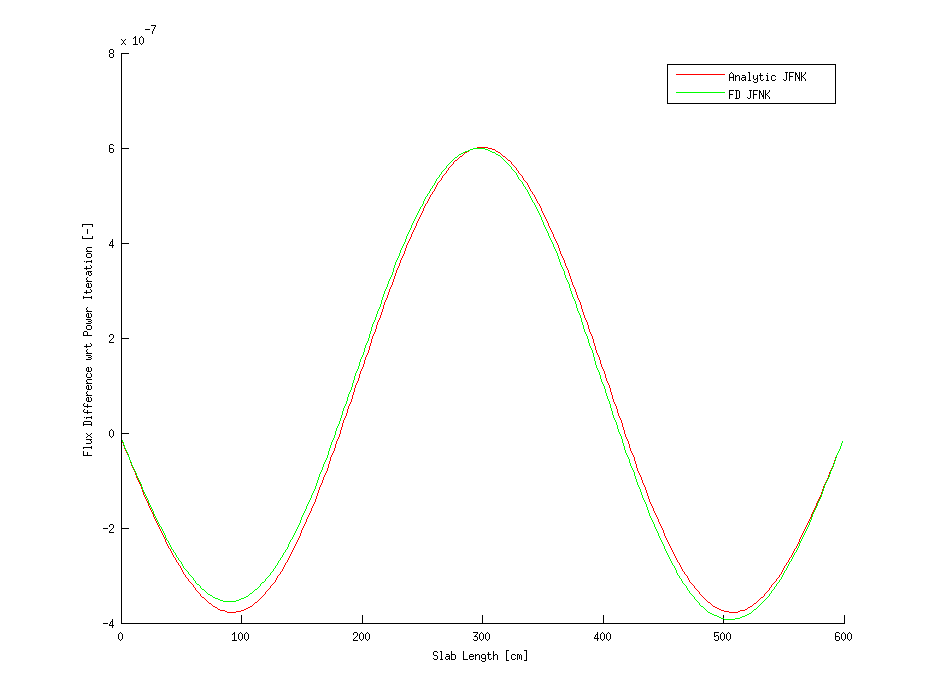 x 10^-7
8
6
4
2
0
-2
-4
0 100 200 300 400 500 600
Flux Difference wrt Power Iteration [-]
Slab Length [cm]
Analytic JFNK
FD JFNK